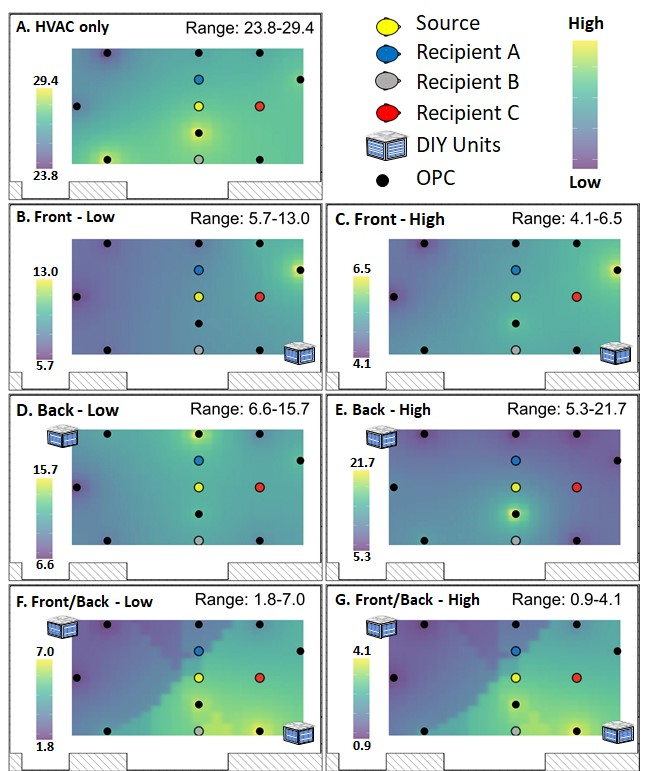 A. HVAC only
Range: 23.8-29.4
29.4
23.8
Source
Recipient A
Recipient B
Recipient C
DIY Units
OPC
High
Low
B. Front - Low
Range: 5.7-13.0
13.0
5.7
C. Front - High
Range: 4.1-6.5
6.5
4.1
D. Back - Low
Range: 6.6-15.7
15.7
6.6
E. Back - High
Range: 5.3-21.7
21.7
5.3
F. Front/Back - Low
Range: 1.8-7.0
7.0
1.8
G. Front/Back - High
Range: 0.9-4.1
4.1
0.9